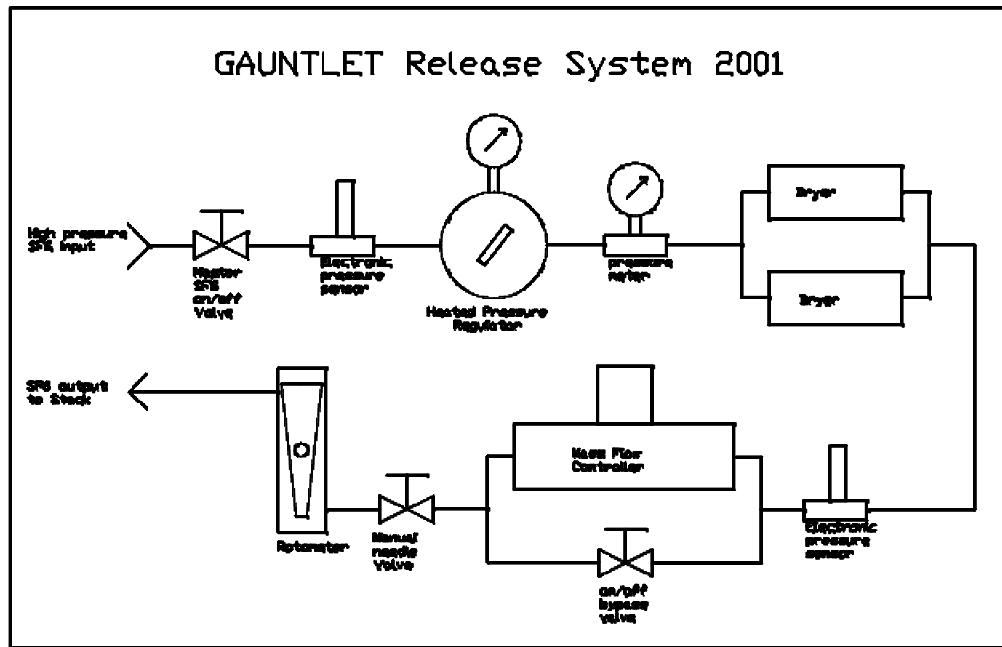 GAUNTLET Release System 2001
High pressure
SF6 input
Master
SF6
on/off
Valve
Electronic
pressure
sensor
Heated Pressure
Regulator
pressure
meter
Dryer
Dryer
SF6 output
to Stack
Rotometer
Manual
needle
Valve
Mass Flow
Controller
on/off
bypass
valve
Electronic
pressure
sensor